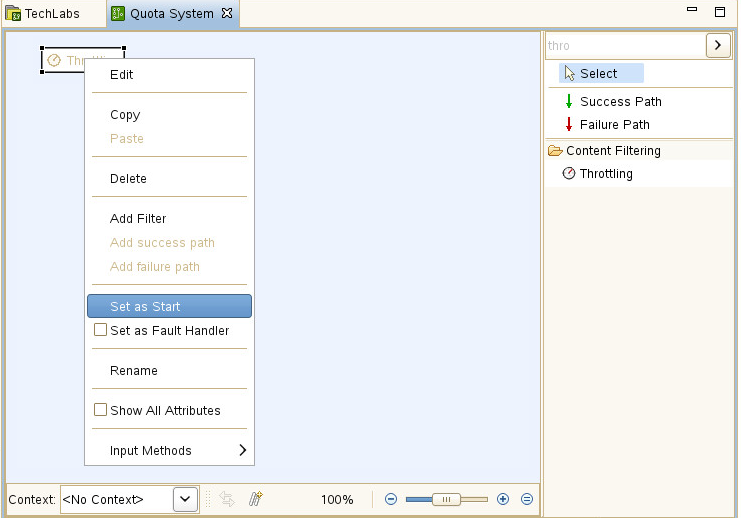 TechLabs
Quota System
thro
Select
Success Path
Failure Path
Content Filtering
Throttling
Edit
Copy
Paste
Delete
Add Filter
Add success path
Add failure path
Set as Start
Set as Fault Handler
Rename
Show All Attributes
Input Methods
Context: <No Context>
100%